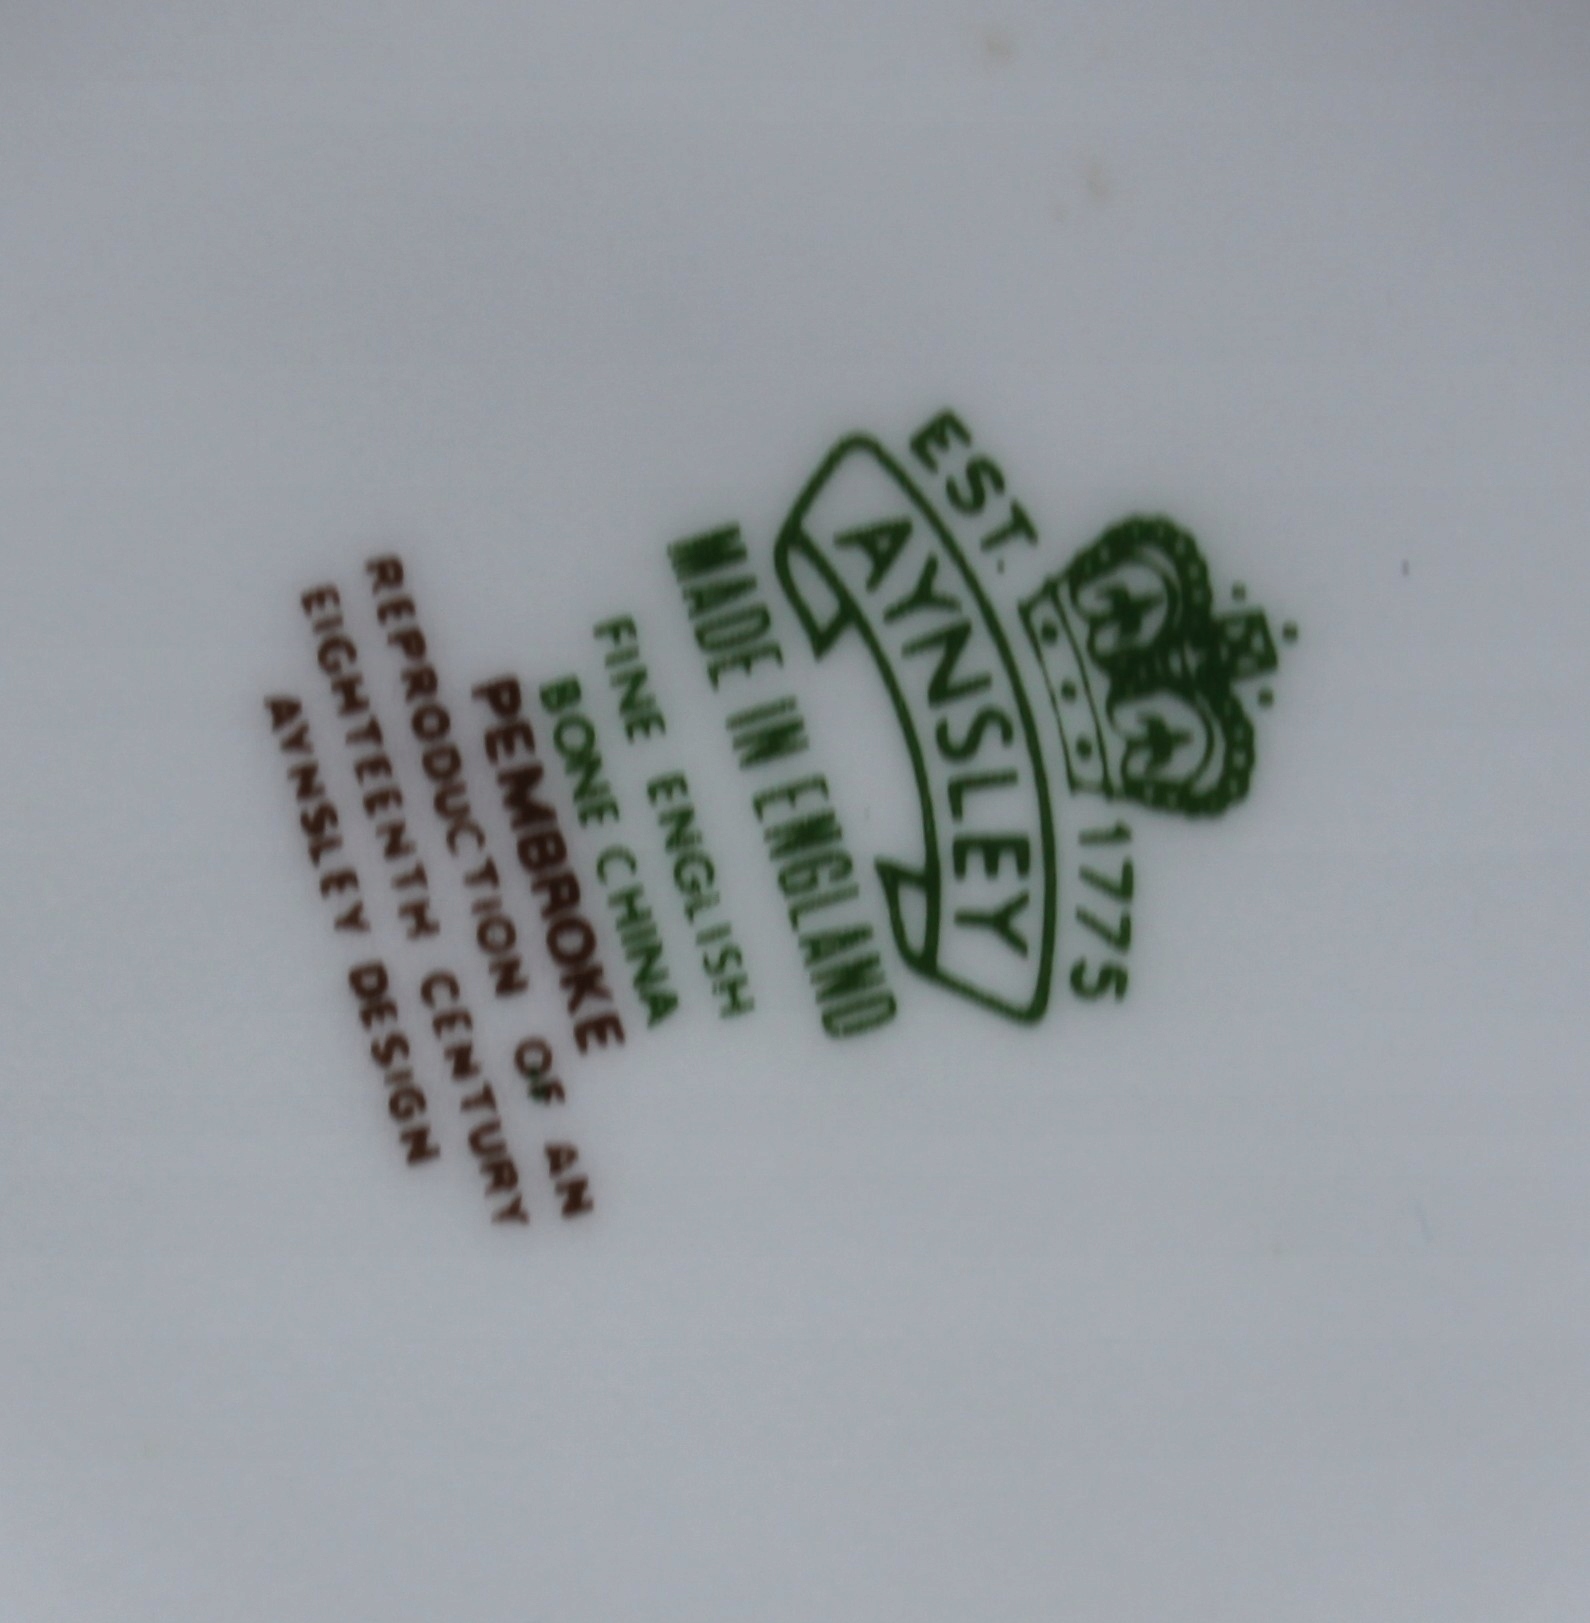 EST. 1775
AYNSLEY
MADE IN ENGLAND
FINE ENGLISH
BONE CHINA
PEMBROKE
REPRODUCTION OF AN
EIGHTEENTH CENTURY
AYNSLEY DESIGN